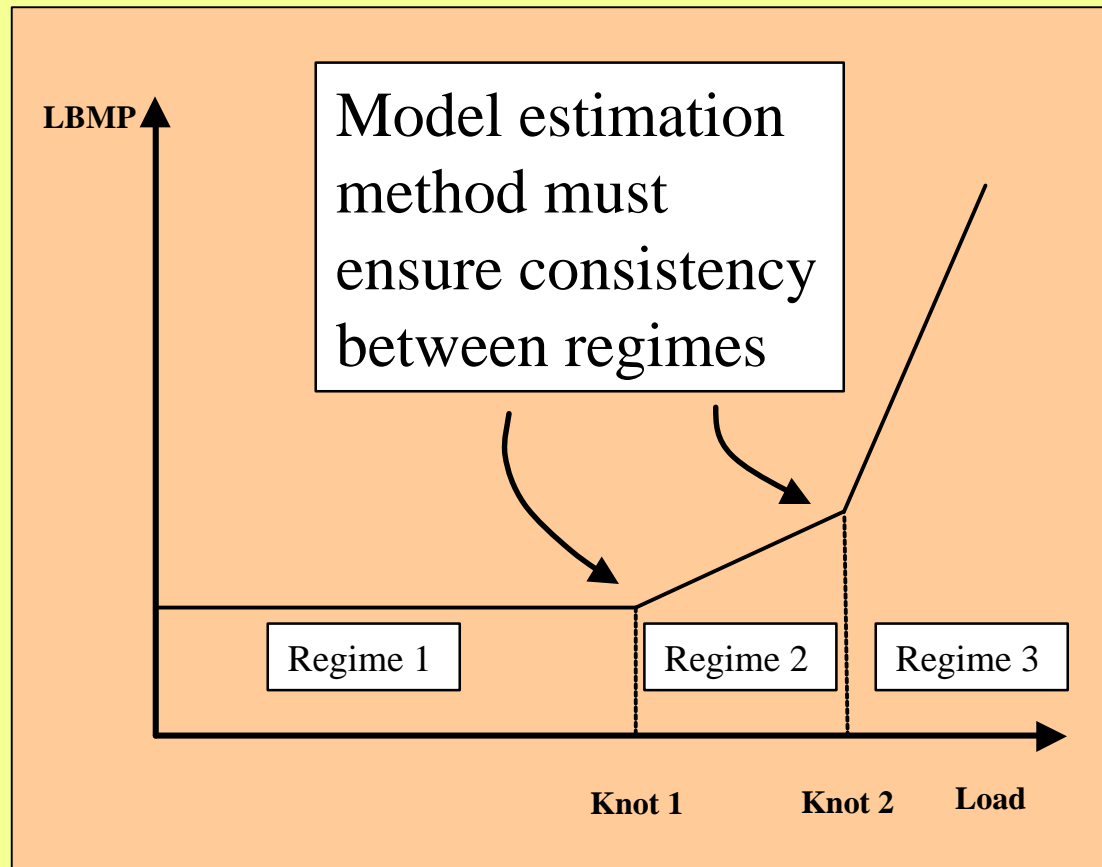 LBMP
Model estimation
method must
ensure consistency
between regimes
Regime 1
Regime 2
Regime 3
Knot 1
Knot 2
Load